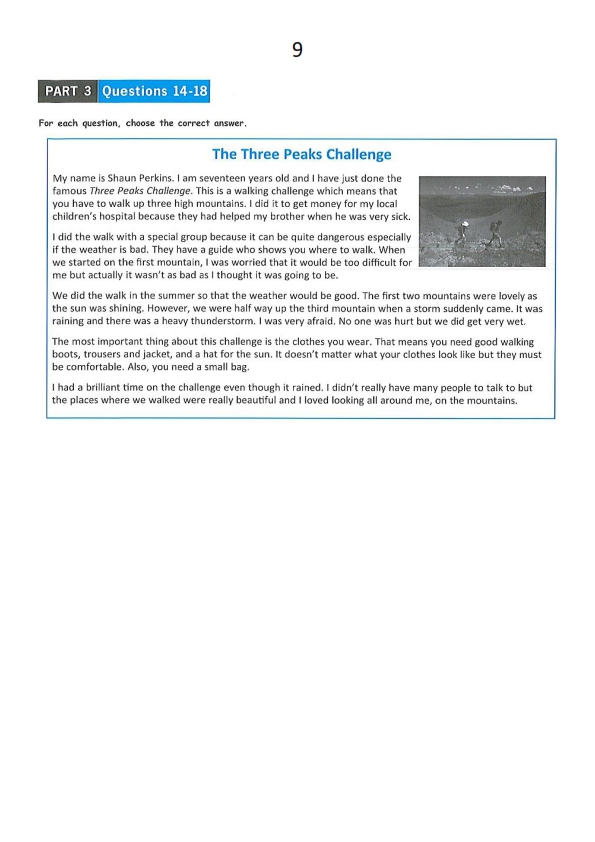 9
PART 3 Questions 14-18
For each question, choose the correct answer.
The Three Peaks Challenge
My name is Shaun Perkins. I am seventeen years old and I have just done the
famous Three Peaks Challenge. This is a walking challenge which means that
you have to walk up three high mountains. I did it to get money for my local
children's hospital because they had helped my brother when he was very sick.
I did the walk with a special group because it can be quite dangerous especially
if the weather is bad. They have a guide who shows you where to walk. When
we started on the first mountain, I was worried that it would be too difficult for
me but actually it wasn't as bad as I thought it was going to be.
We did the walk in the summer so that the weather would be good. The first two mountains were lovely as
the sun was shining. However, we were half way up the third mountain when a storm suddenly came. It was
raining and there was a heavy thunderstorm. I was very afraid. No one was hurt but we did get very wet.
The most important thing about this challenge is the clothes you wear. That means you need good walking
boots, trousers and jacket, and a hat for the sun. It doesn't matter what your clothes look like but they must
be comfortable. Also, you need a small bag.
I had a brilliant time on the challenge even though it rained. I didn't really have many people to talk to but
the places where we walked were really beautiful and I loved looking all around me, on the mountains.